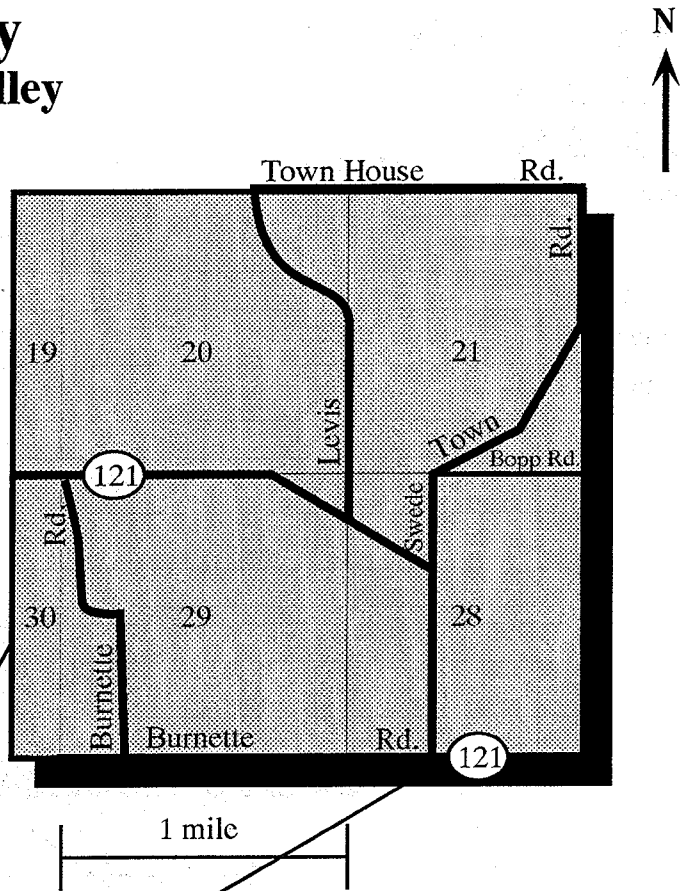 N
y
lley
Town House Rd.
Rd.
19
20
21
Levis
Town
Bopp Rd.
121
Swede
Rd.
30
29
28
Burnette
Burnette Rd.
121
1 mile